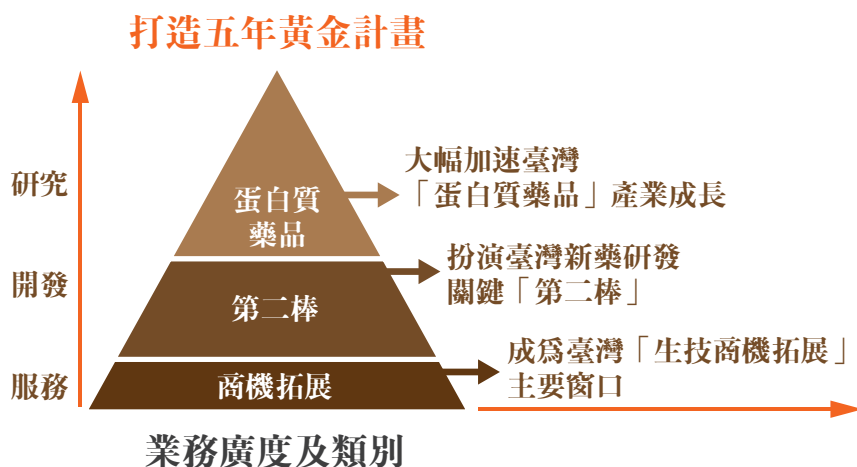 打造五年黃金計畫
研究
蛋白質
藥品
大幅加速臺灣
「蛋白質藥品」產業成長
開發
第二棒
扮演臺灣新藥研發
關鍵「第二棒」
服務
商機拓展
成爲臺灣「生技商機拓展」
主要窗口
業務廣度及類別